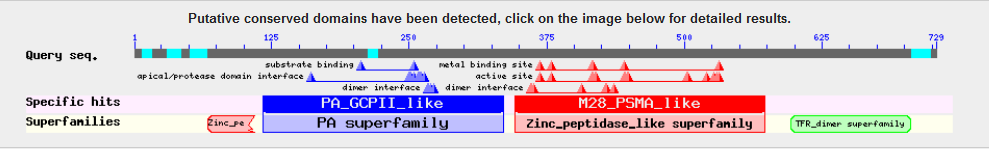 Putative conserved domains have been detected, click on the image below for detailed results.
1 125 250 375 500 625 729
Query seq.
substrate binding metal binding site
apical/protease domain interface active site
dimer interface dimer interface
Specific hits PA_GCPII_like M28_PSMA_like
Superfamilies Zinc_pe PA superfamily Zinc_peptidase_like superfamily TFR_dimer superfamily